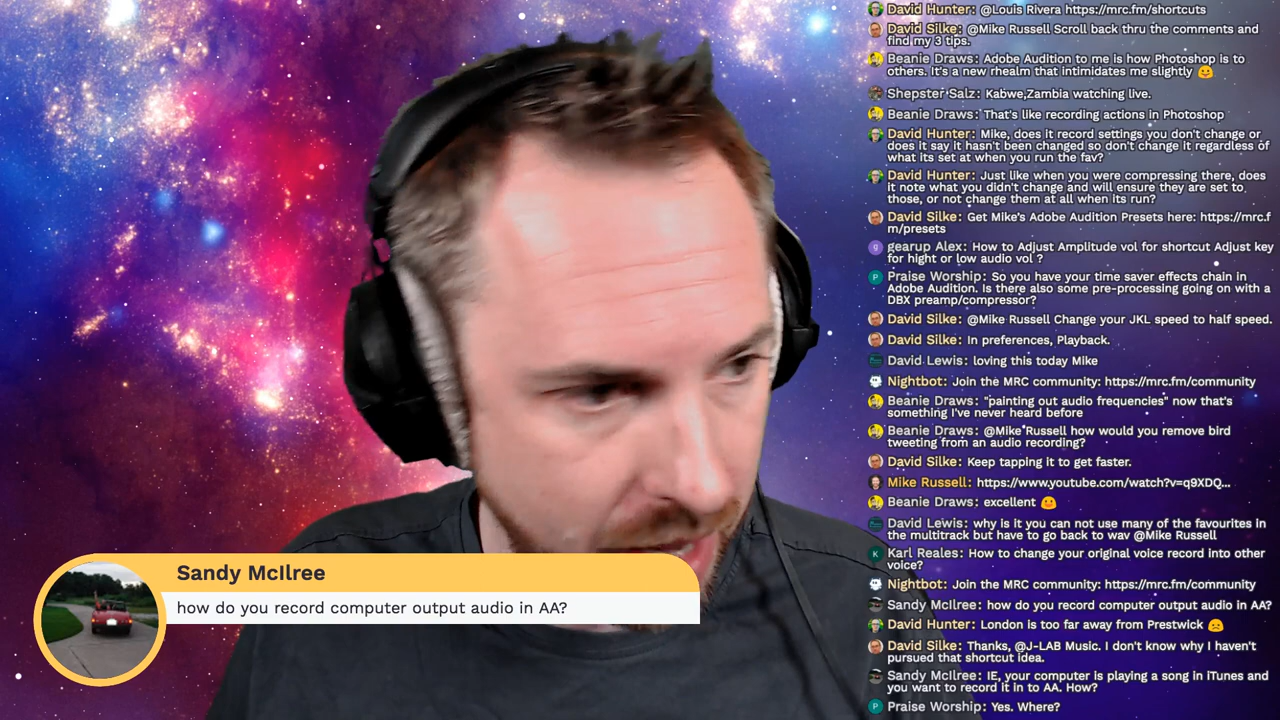 David Hunter: @Louis Rivera https://mrc.fm/shortcuts
David Silke: @Mike Russell Scroll back thru the comments and
find my 3 tips.
Beanie Draws: Adobe Audition to me is how Photoshop is to
others. It's a new rhealm that intimidates me slightly
Shepster Salz: Kabwe,Zambia watching live.
Beanie Draws: That's like recording actions in Photoshop
David Hunter: Mike, does it record settings you don't change or
does it say it hasn't been changed so don't change it regardless of
what its set at when you run the fav?
David Hunter: Just like when you were compressing there, does
it note what you didn't change and will ensure they are set to
those, or not change them at all when its run?
David Silke: Get Mike's Adobe Audition Presets here: https://mrc.f
m/presets
g
gearup Alex: How to Adjust Amplitude vol for shortcut Adjust key
for hight or low audio vol ?
P
Praise Worship: So you have your time saver effects chain in
Adobe Audition. Is there also some pre-processing going on with a
DBX preamp/compressor?
David Silke: @Mike Russell Change your JKL speed to half speed.
David Silke: In preferences, Playback.
David Lewis: loving this today Mike
Nightbot: Join the MRC community: https://mrc.fm/community
Beanie Draws: "painting out audio frequencies" now that's
something I've never heard before
Beanie Draws: @Mike Russell how would you remove bird
tweeting from an audio recording?
David Silke: Keep tapping it to get faster.
Mike Russell: https://www.youtube.com/watch?v=q9XDQ...
Beanie Draws: excellent
David Lewis: why is it you can not use many of the favourites in
the multitrack but have to go back to wav @Mike Russell
K
Karl Reales: How to change your original voice record into other
voice?
Nightbot: Join the MRC community: https://mrc.fm/community
Sandy McIlree: how do you record computer output audio in AA?
David Hunter: London is too far away from Prestwick
David Silke: Thanks, @J-LAB Music. I don't know why I haven't
pursued that shortcut idea.
Sandy McIlree: IE, your computer is playing a song in iTunes and
you want to record it in to AA. How?
P
Praise Worship: Yes. Where?
Sandy McIlree
how do you record computer output audio in AA?